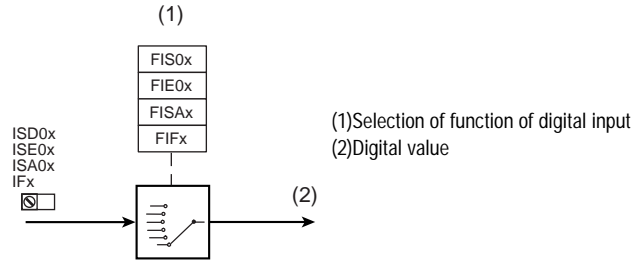 (1)
FIS0x
FIE0x
FISAx
FIFx
ISD0x
ISE0x
ISA0x
IFx
(2)
(1)Selection of function of digital input
(2)Digital value